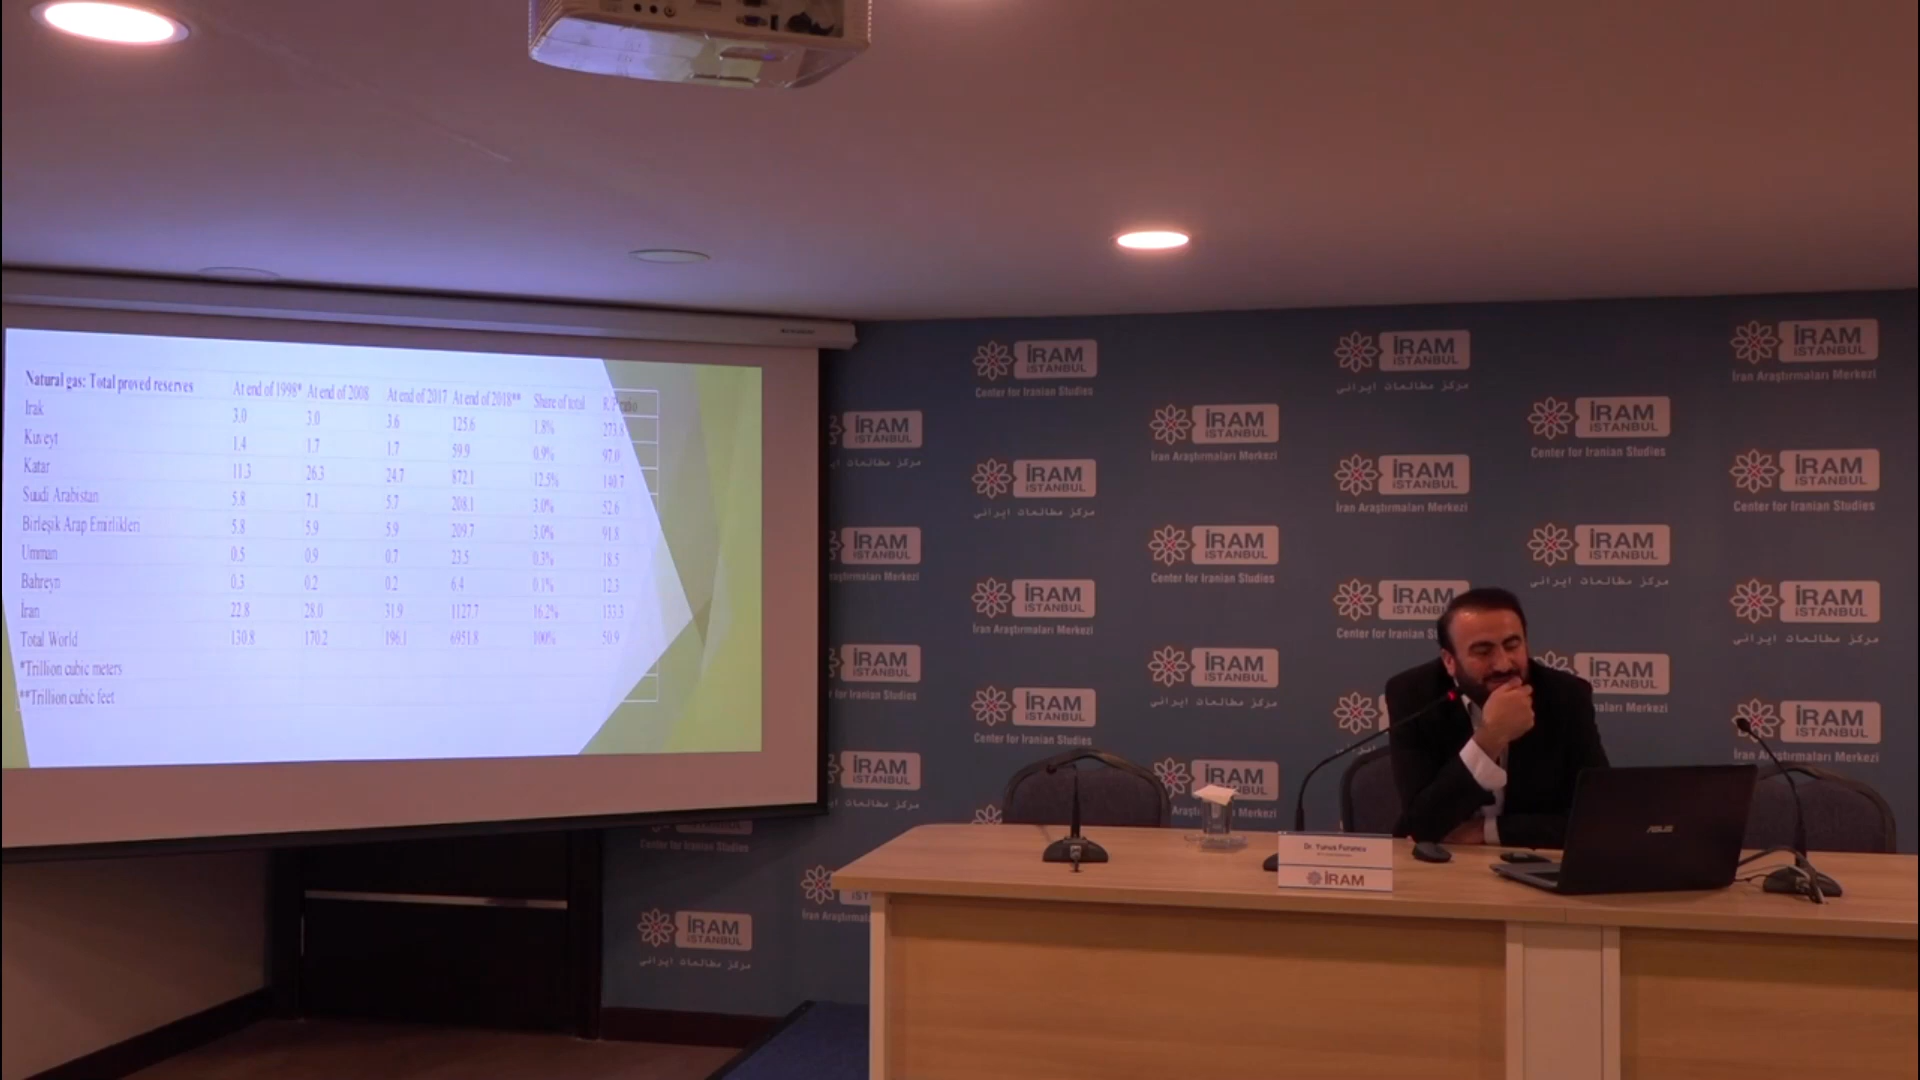 Natural gas: Total proved reserves At end of 1998* At end of 2008 At end of 2017 At end of 2018** Share of total R/P ratio
Irak 3.0 3.0 3.6 125.6 1.8% 273.8
Kuveyt 1.4 1.7 1.7 59.9 0.9% 97.0
Katar 11.3 26.3 24.7 872.1 12.5% 140.7
Suudi Arabistan 5.8 7.1 5.7 208.1 3.0% 52.6
Birleşik Arap Emirlikleri 5.8 5.9 5.9 209.7 3.0% 91.8
Umman 0.5 0.9 0.7 23.5 0.3% 18.5
Bahreyn 0.3 0.2 0.2 6.4 0.1% 12.3
İran 22.8 28.0 31.9 1127.7 16.2% 133.3
Total World 130.8 170.2 196.1 6951.8 100% 50.9
*Trillion cubic meters
**Trillion cubic feet
İRAM
İSTANBUL
Center for Iranian Studies
İRAM
İSTANBUL
مرکز مطالعات ایرانی
İRAM
İSTANBUL
İran Araştırmaları Merkezi
Dr. Yunus Furuncu
İRAM
ASUS